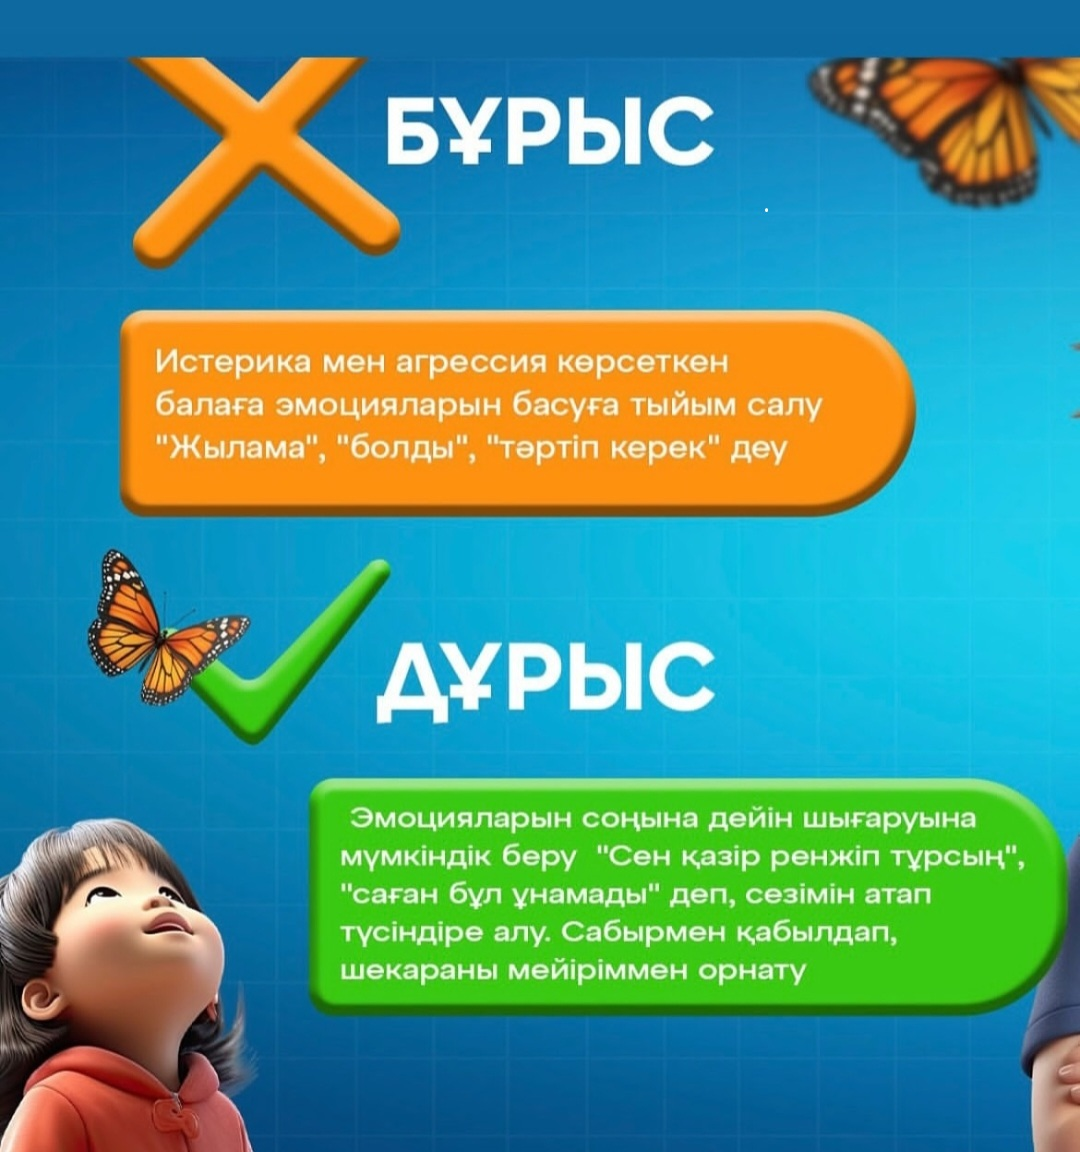 БҰРЫС
Истерика мен агрессия көрсеткен
балаға эмоцияларын басуға тыйым салу
"Жылама", "болды", "тәртіп керек" деу
ДҰРЫС
Эмоцияларын соңына дейін шығаруына
мүмкіндік беру "Сен қазір ренжіп тұрсың",
"саған бұл ұнамады" деп, сезімін атап
түсіндіре алу. Сабырмен қабылдап,
шекараны мейіріммен орнату